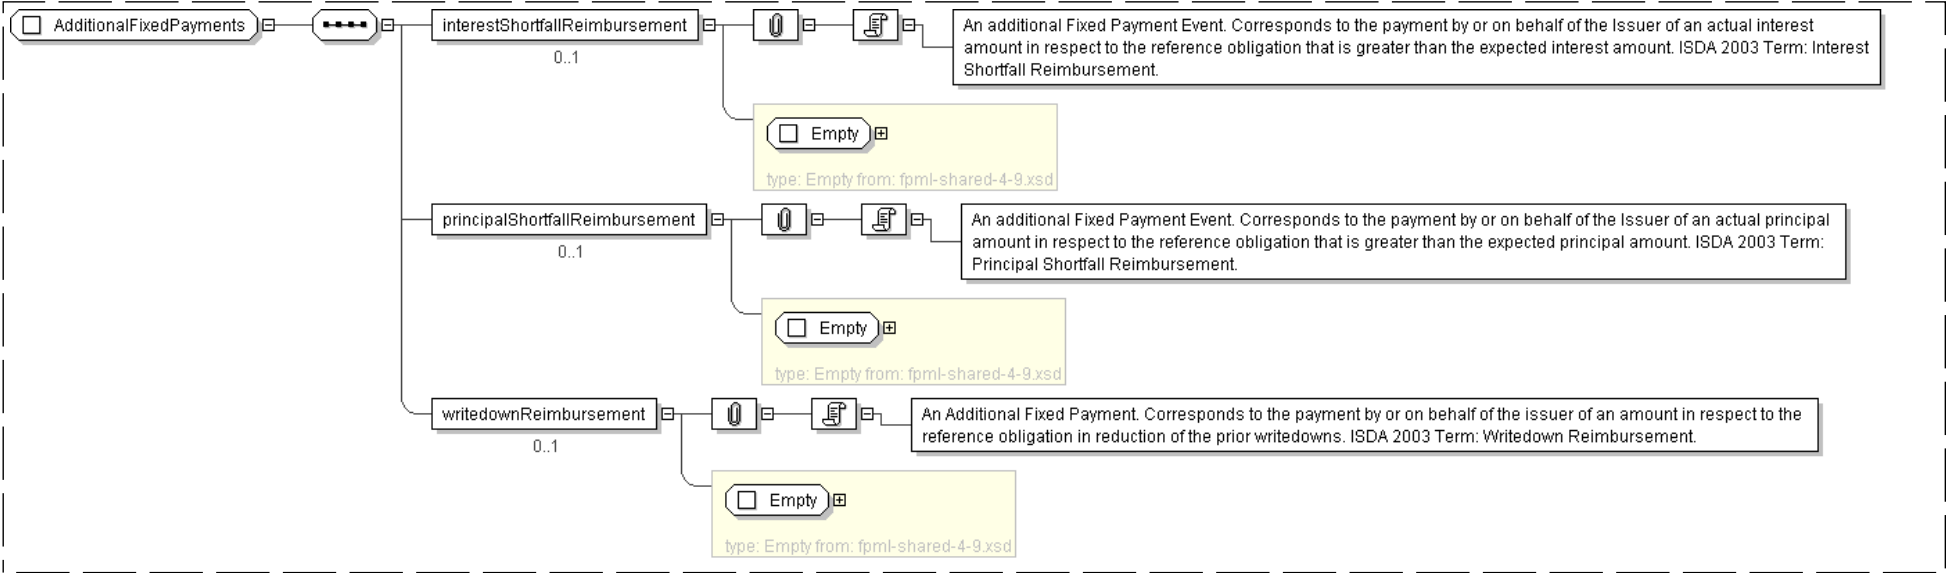 AdditionalFixedPayments
interestShortfallReimbursement
0..1
An additional Fixed Payment Event. Corresponds to the payment by or on behalf of the Issuer of an actual interest
amount in respect to the reference obligation that is greater than the expected interest amount. ISDA 2003 Term: Interest
Shortfall Reimbursement.
Empty
type: Empty from: fpml-shared-4-9.xsd
principalShortfallReimbursement
0..1
An additional Fixed Payment Event. Corresponds to the payment by or on behalf of the Issuer of an actual principal
amount in respect to the reference obligation that is greater than the expected principal amount. ISDA 2003 Term:
Principal Shortfall Reimbursement.
Empty
type: Empty from: fpml-shared-4-9.xsd
writedownReimbursement
0..1
An Additional Fixed Payment. Corresponds to the payment by or on behalf of the issuer of an amount in respect to the
reference obligation in reduction of the prior writedowns. ISDA 2003 Term: Writedown Reimbursement.
Empty
type: Empty from: fpml-shared-4-9.xsd